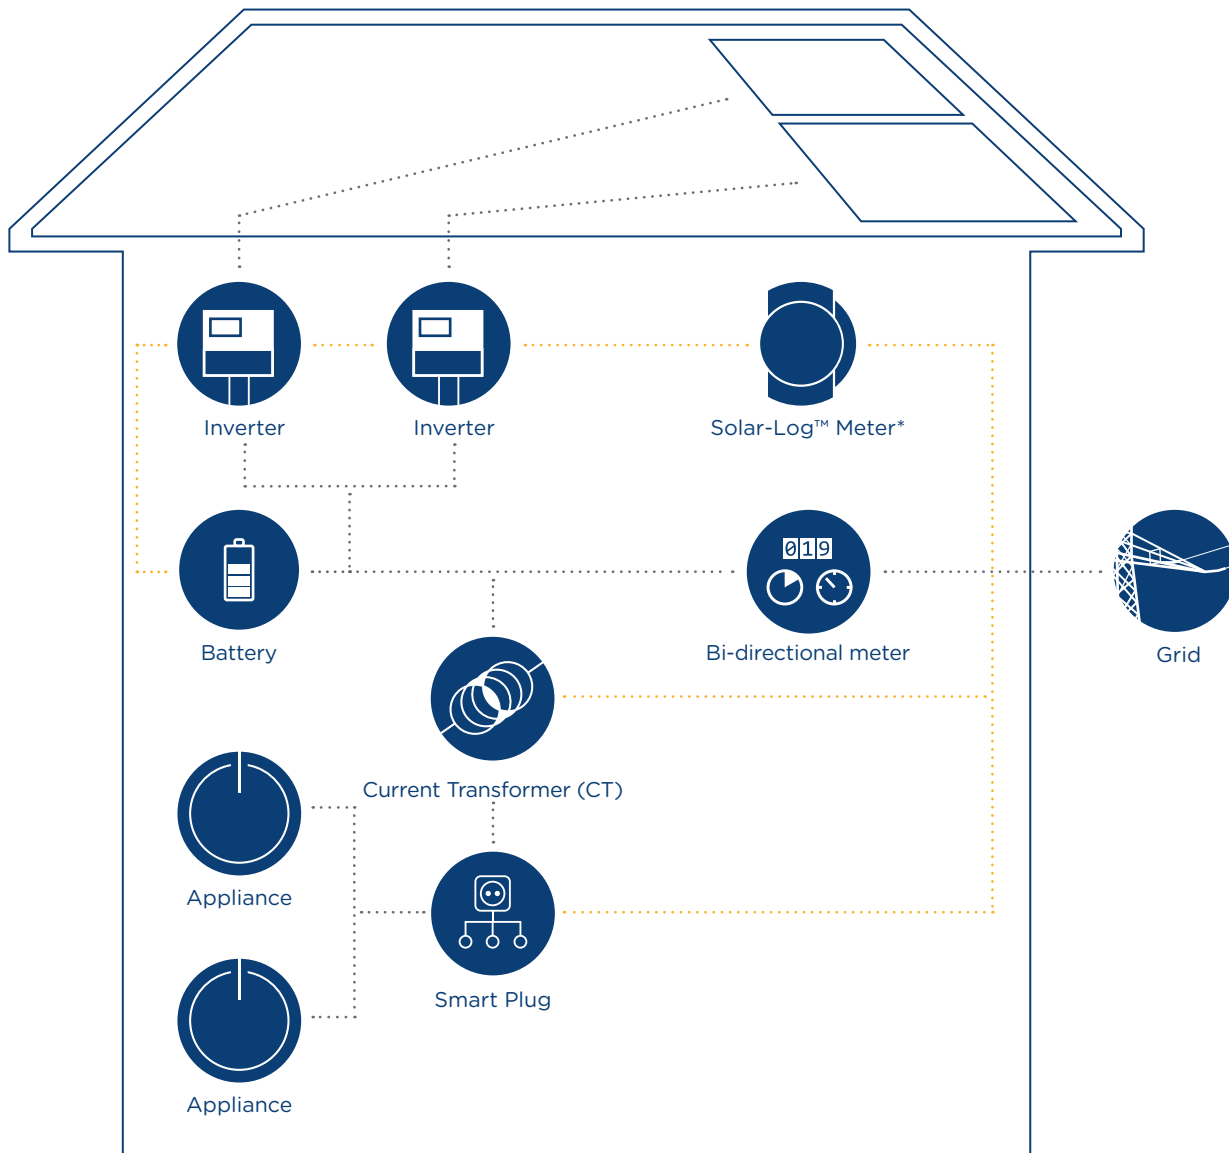 Inverter
Inverter
Solar-Log™ Meter*
019
Battery
Bi-directional meter
Grid
Current Transformer (CT)
Appliance
Smart Plug
Appliance